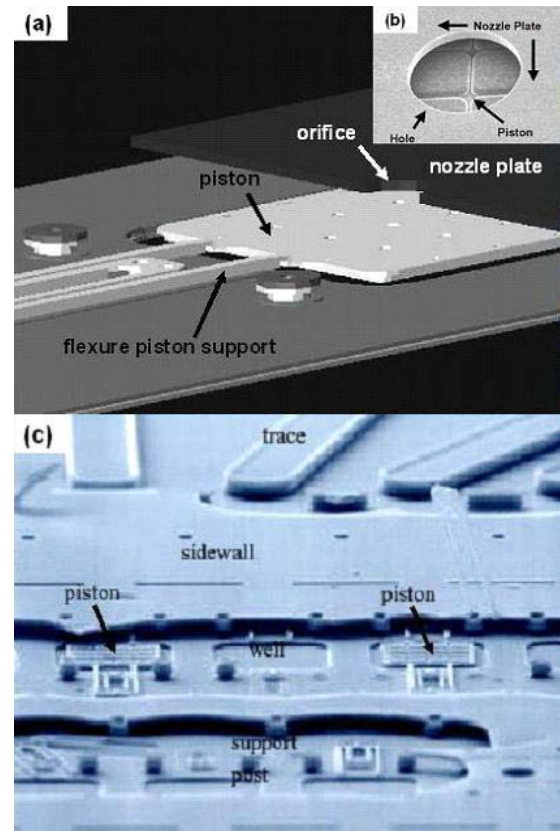 (a)
(b)
Nozzle Plate
Hole
Piston
orifice
nozzle plate
piston
flexure piston support
(c)
trace
sidewall
piston
piston
well
support
post